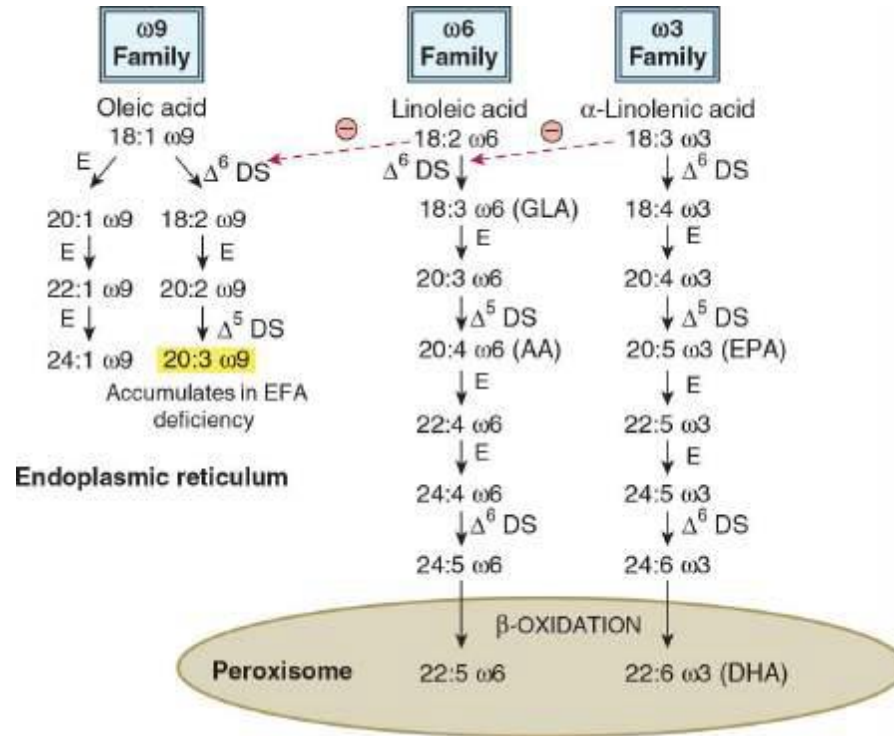 ω9
Family
ω6
Family
ω3
Family
Oleic acid
18:1 ω9
Linoleic acid
18:2 ω6
α-Linolenic acid
18:3 ω3
−
−
E
Δ⁶ DS
Δ⁶ DS
Δ⁶ DS
20:1 ω9
18:2 ω9
18:3 ω6 (GLA)
18:4 ω3
E
E
E
E
22:1 ω9
20:2 ω9
20:3 ω6
20:4 ω3
E
Δ⁵ DS
Δ⁵ DS
Δ⁵ DS
24:1 ω9
20:3 ω9
20:4 ω6 (AA)
20:5 ω3 (EPA)
Accumulates in EFA
deficiency
E
E
22:4 ω6
22:5 ω3
Endoplasmic reticulum
E
E
24:4 ω6
24:5 ω3
Δ⁶ DS
Δ⁶ DS
24:5 ω6
24:6 ω3
β-OXIDATION
Peroxisome
22:5 ω6
22:6 ω3 (DHA)